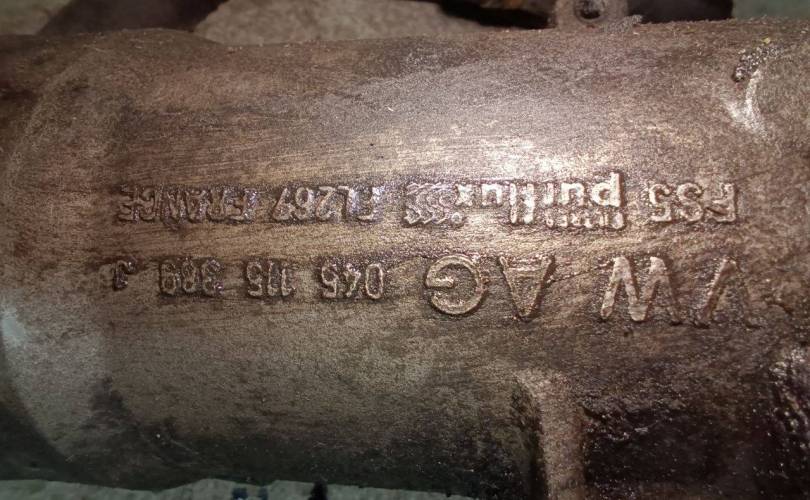 VW AG 045 115 389 J
FS5 purflux FL267 FRANCE